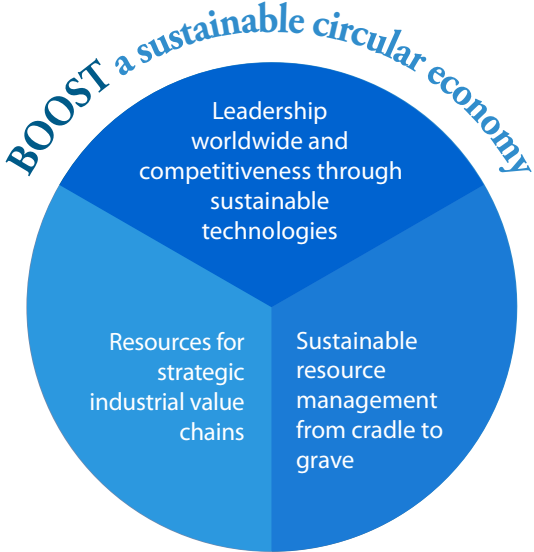 BOOST a sustainable circular economy
Leadership
worldwide and
competitiveness through
sustainable
technologies
Resources for
strategic
industrial value
chains
Sustainable
resource
management
from cradle to
grave